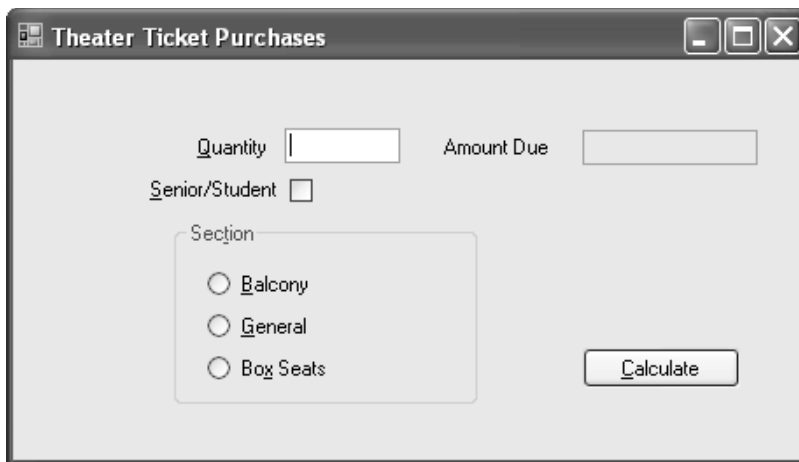 Theater Ticket Purchases
Quantity
Amount Due
Senior/Student
Section
Balcony
General
Box Seats
Calculate